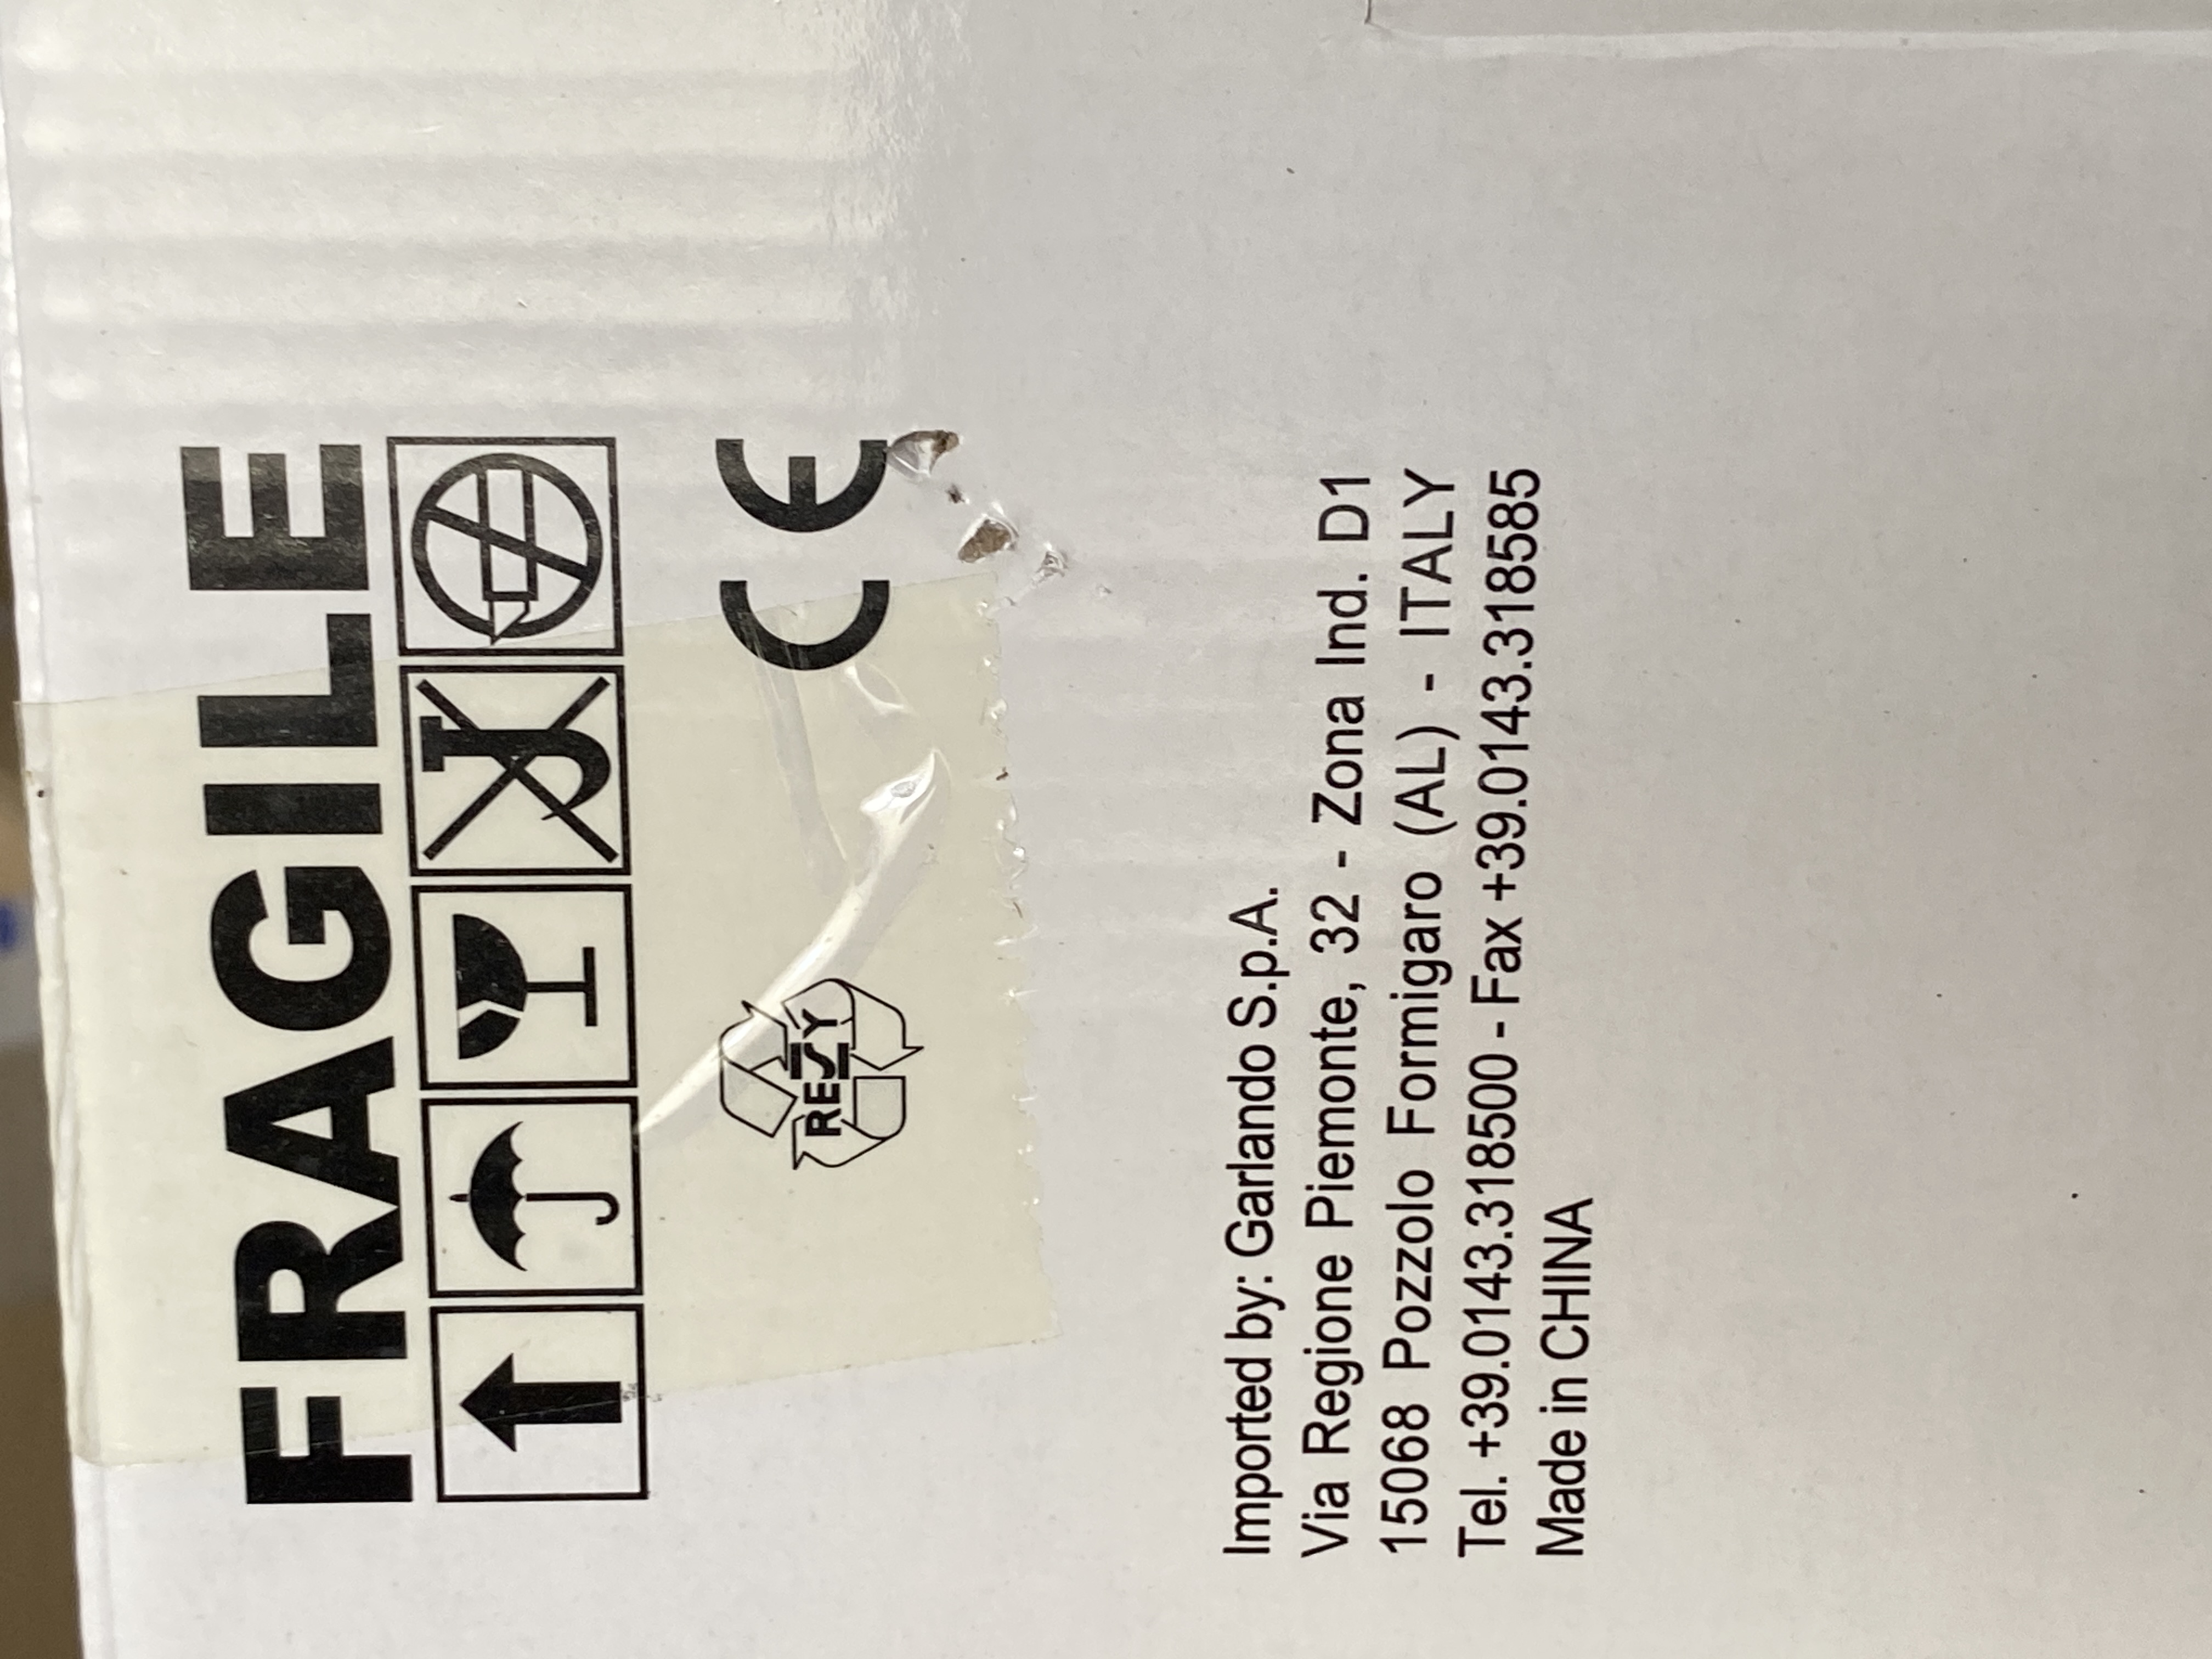 FRAGILE
CE
RESY
Imported by: Garlando S.p.A.
Via Regione Piemonte, 32 - Zona Ind. D1
15068 Pozzolo Formigaro (AL) - ITALY
Tel. +39.0143.318500 - Fax +39.0143.318585
Made in CHINA